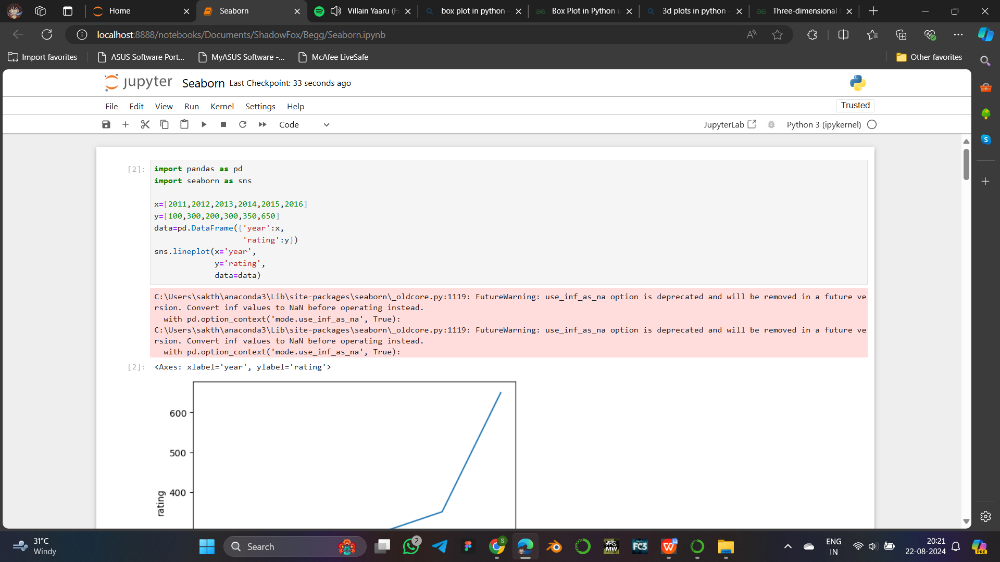 Home
Seaborn
Villain Yaaru (F
box plot in python -
Box Plot in Python u
3d plots in python -
Three-dimensional
localhost:8888/notebooks/Documents/ShadowFox/Begg/Seaborn.ipynb
Import favorites
ASUS Software Port...
MyASUS Software -...
McAfee LiveSafe
Other favorites
jupyter Seaborn Last Checkpoint: 33 seconds ago
File Edit View Run Kernel Settings Help
Trusted
Code
JupyterLab
Python 3 (ipykernel)
[2]:
import pandas as pd
import seaborn as sns
x=[2011,2012,2013,2014,2015,2016]
y=[100,300,200,300,350,650]
data=pd.DataFrame({'year':x,
'rating':y})
sns.lineplot(x='year',
y='rating',
data=data)
C:\Users\sakth\anaconda3\Lib\site-packages\seaborn\_oldcore.py:1119: FutureWarning: use_inf_as_na option is deprecated and will be removed in a future ve
rsion. Convert inf values to NaN before operating instead.
with pd.option_context('mode.use_inf_as_na', True):
C:\Users\sakth\anaconda3\Lib\site-packages\seaborn\_oldcore.py:1119: FutureWarning: use_inf_as_na option is deprecated and will be removed in a future ve
rsion. Convert inf values to NaN before operating instead.
with pd.option_context('mode.use_inf_as_na', True):
[2]: <Axes: xlabel='year', ylabel='rating'>
600
500
400
rating
31°C
Windy
Search
2
S
MW
FC3
W
ENG
IN
20:21
22-08-2024
PRE